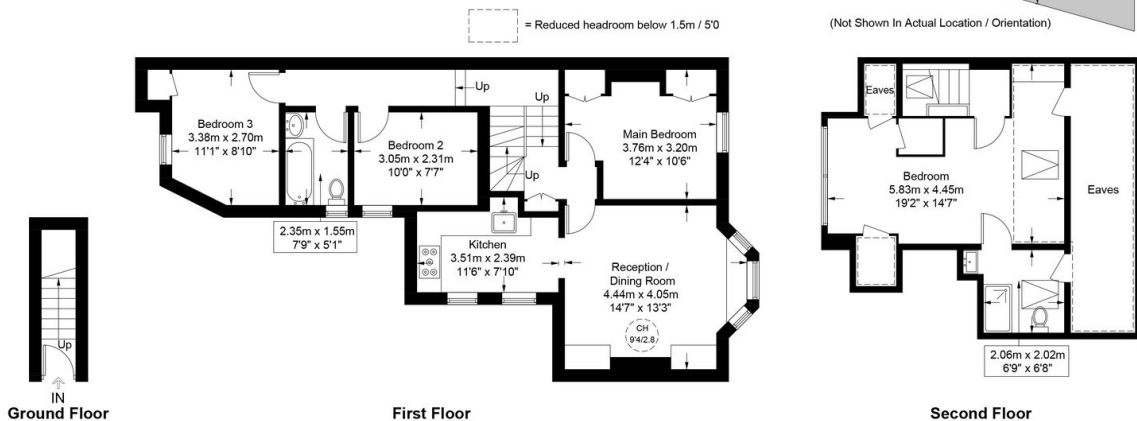 = Reduced headroom below 1.5m / 5'0
(Not Shown In Actual Location / Orientation)
Up
IN
Ground Floor
Up
Up
Bedroom 3
3.38m x 2.70m
11'1" x 8'10"
Bedroom 2
3.05m x 2.31m
10'0" x 7'7"
2.35m x 1.55m
7'9" x 5'1"
Main Bedroom
3.76m x 3.20m
12'4" x 10'6"
Kitchen
3.51m x 2.39m
11'6" x 7'10"
Reception /
Dining Room
4.44m x 4.05m
14'7" x 13'3"
CH
9'4/2.8
First Floor
Eaves
Bedroom
5.83m x 4.45m
19'2" x 14'7"
Eaves
2.06m x 2.02m
6'9" x 6'8"
Second Floor